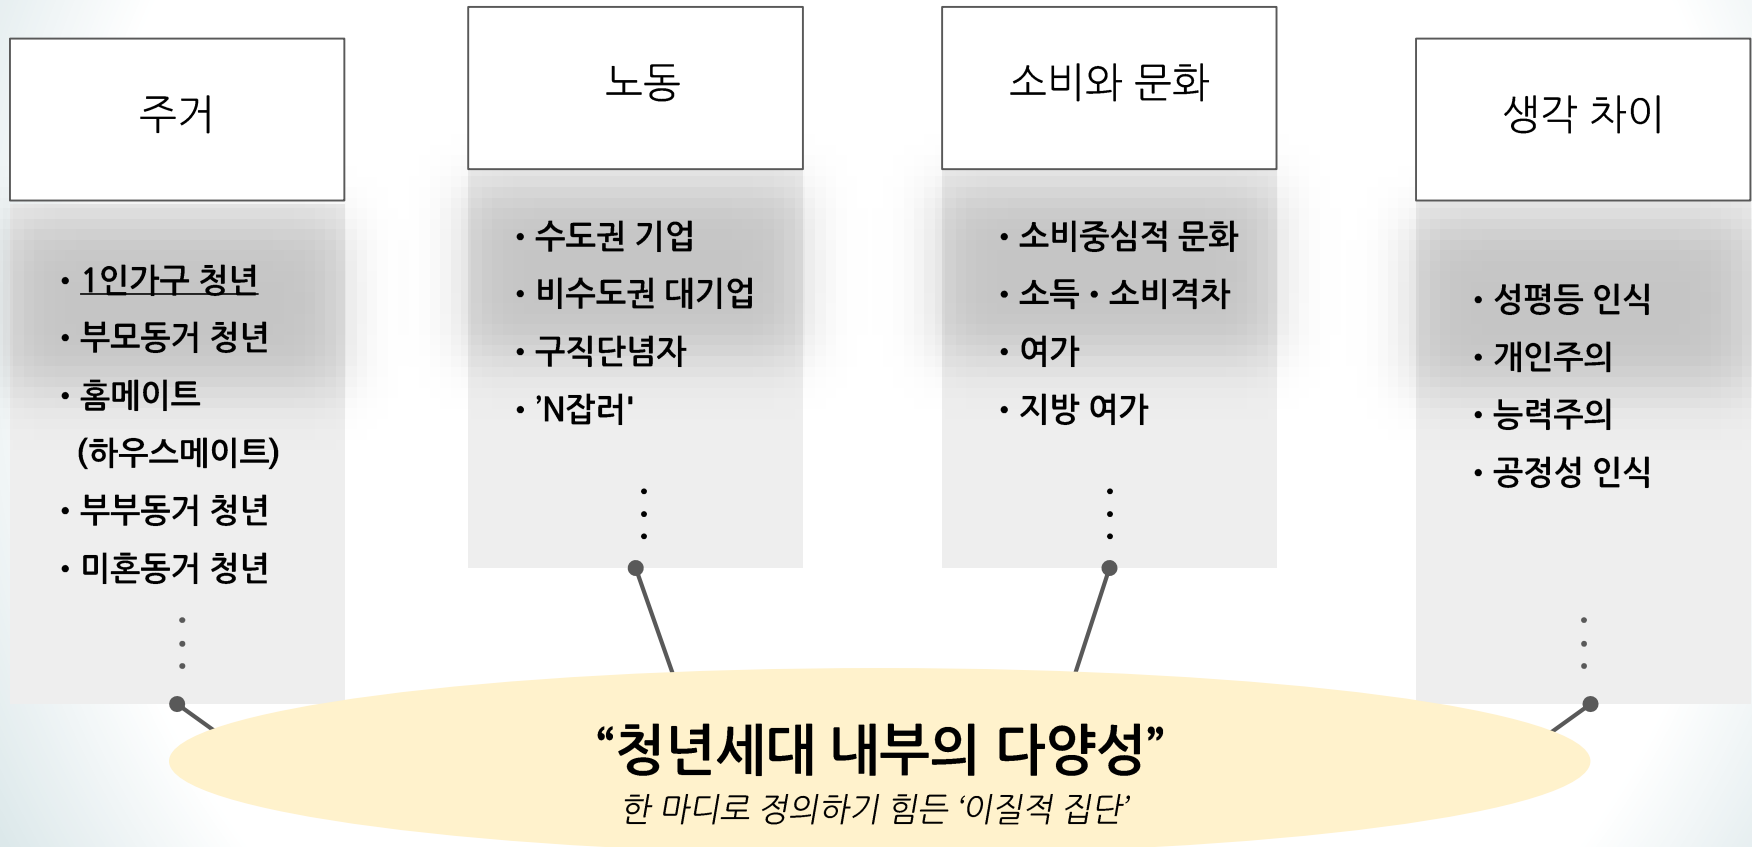 주거
• 1인가구 청년
• 부모동거 청년
• 홈메이트
(하우스메이트)
• 부부동거 청년
• 미혼동거 청년
노동
• 수도권 기업
• 비수도권 대기업
• 구직단념자
• ’N잡러'
소비와 문화
• 소비중심적 문화
• 소득 • 소비격차
• 여가
• 지방 여가
생각 차이
• 성평등 인식
• 개인주의
• 능력주의
• 공정성 인식
“청년세대 내부의 다양성”
한 마디로 정의하기 힘든 ‘이질적 집단’